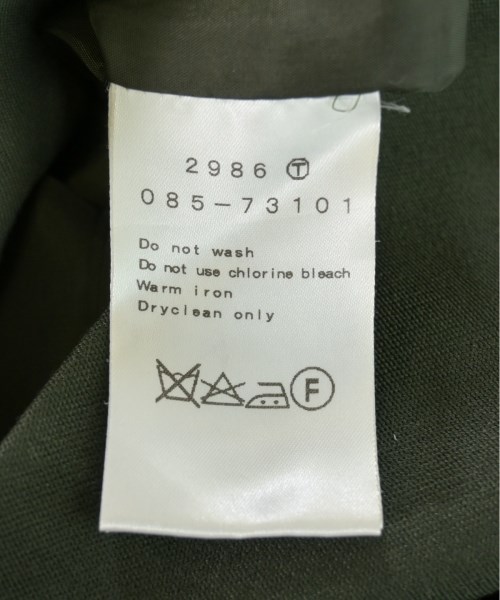 2986 Ⓣ
085-73101
Do not wash
Do not use chlorine bleach
Warm iron
Dryclean only
F